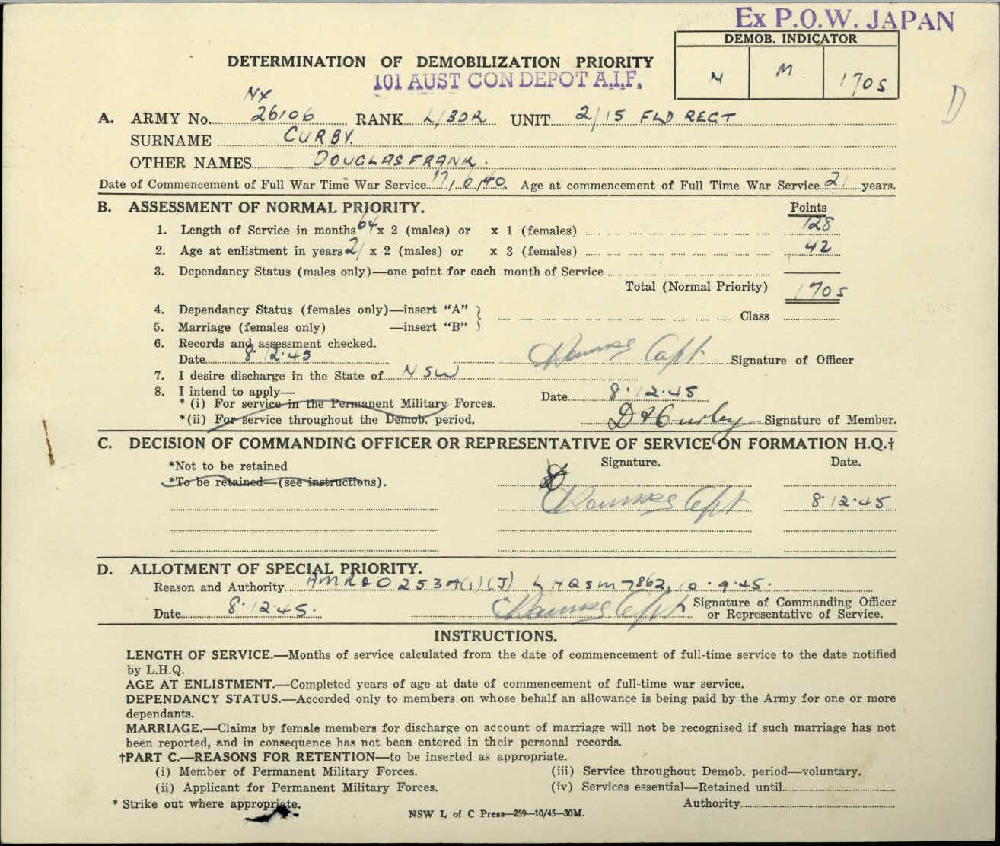 Ex P.O.W. JAPAN
DEMOB. INDICATOR
N M 170S
DETERMINATION OF DEMOBILIZATION PRIORITY
101 AUST CON DEPOT A.I.F.
D
NX
A. ARMY No. 26106 RANK L/BDR UNIT 2/15 FLD REGT
SURNAME CURBY.
OTHER NAMES DOUGLAS FRANK.
Date of Commencement of Full War Time War Service 17/6/40. Age at commencement of Full Time War Service 21 years.
B. ASSESSMENT OF NORMAL PRIORITY. Points
1. Length of Service in months 64 x 2 (males) or x 1 (females) 128
2. Age at enlistment in years 21 x 2 (males) or x 3 (females) 42
3. Dependancy Status (males only)—one point for each month of Service
Total (Normal Priority) 170S
4. Dependancy Status (females only)—insert "A"
Class
5. Marriage (females only) —insert "B"
6. Records and assessment checked.
Date 8.12.45 Capt Signature of Officer
7. I desire discharge in the State of NSW
8. I intend to apply— Date 8.12.45
* (i) For service in the Permanent Military Forces.
*(ii) For service throughout the Demob. period. D F Curby Signature of Member.
C. DECISION OF COMMANDING OFFICER OR REPRESENTATIVE OF SERVICE ON FORMATION H.Q.†
*Not to be retained Signature. Date.
*To be retained—(see instructions).
Capt 8.12.45
D. ALLOTMENT OF SPECIAL PRIORITY.
Reason and Authority AMR&O 253A(1)(J) LHQSM 7862, 10.9.45.
Date 8.12.45. Capt Signature of Commanding Officer
or Representative of Service.
INSTRUCTIONS.
LENGTH OF SERVICE.—Months of service calculated from the date of commencement of full-time service to the date notified
by L.H.Q.
AGE AT ENLISTMENT.—Completed years of age at date of commencement of full-time war service.
DEPENDANCY STATUS.—Accorded only to members on whose behalf an allowance is being paid by the Army for one or more
dependants.
MARRIAGE.—Claims by female members for discharge on account of marriage will not be recognised if such marriage has not
been reported, and in consequence has not been entered in their personal records.
†PART C.—REASONS FOR RETENTION—to be inserted as appropriate.
(i) Member of Permanent Military Forces. (iii) Service throughout Demob. period—voluntary.
(ii) Applicant for Permanent Military Forces. (iv) Services essential—Retained until
* Strike out where appropriate. Authority
NSW L of C Press—259—10/45—30M.